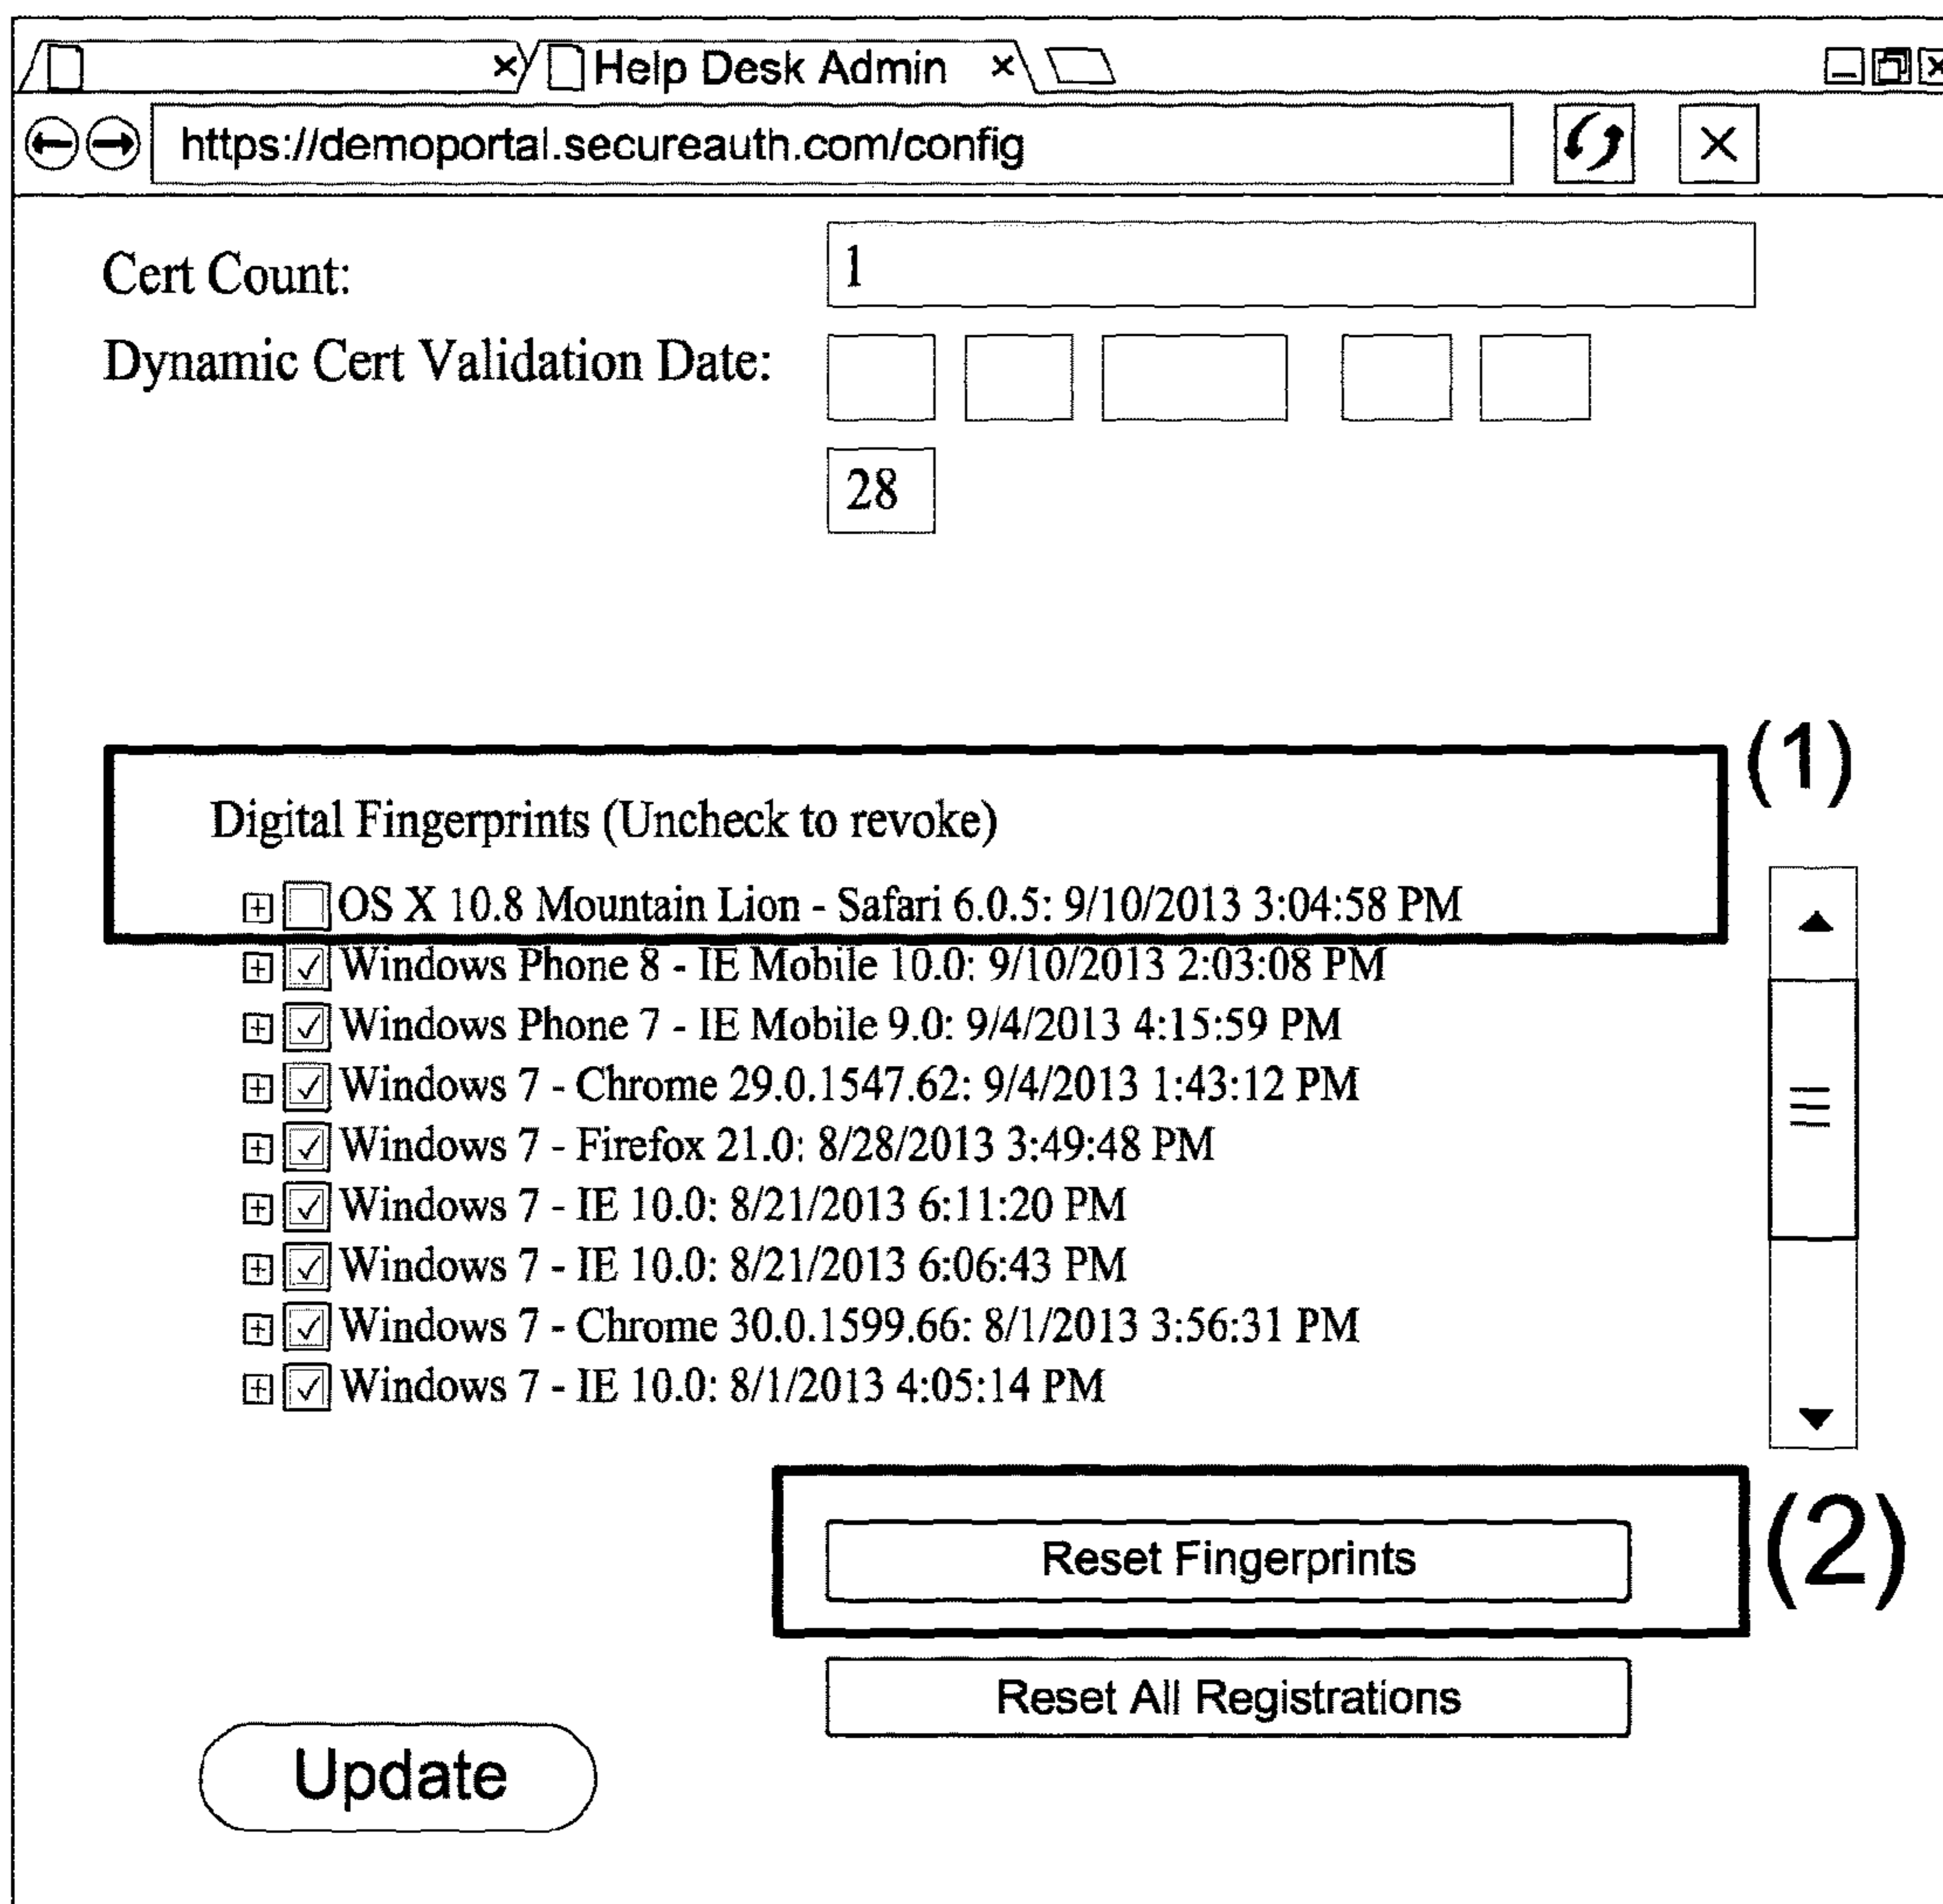 Help Desk Admin
https://demoportal.secureauth.com/config
Cert Count: 1
Dynamic Cert Validation Date:
28
(1)
Digital Fingerprints (Uncheck to revoke)
OS X 10.8 Mountain Lion - Safari 6.0.5: 9/10/2013 3:04:58 PM
Windows Phone 8 - IE Mobile 10.0: 9/10/2013 2:03:08 PM
Windows Phone 7 - IE Mobile 9.0: 9/4/2013 4:15:59 PM
Windows 7 - Chrome 29.0.1547.62: 9/4/2013 1:43:12 PM
Windows 7 - Firefox 21.0: 8/28/2013 3:49:48 PM
Windows 7 - IE 10.0: 8/21/2013 6:11:20 PM
Windows 7 - IE 10.0: 8/21/2013 6:06:43 PM
Windows 7 - Chrome 30.0.1599.66: 8/1/2013 3:56:31 PM
Windows 7 - IE 10.0: 8/1/2013 4:05:14 PM
Reset Fingerprints
(2)
Reset All Registrations
Update